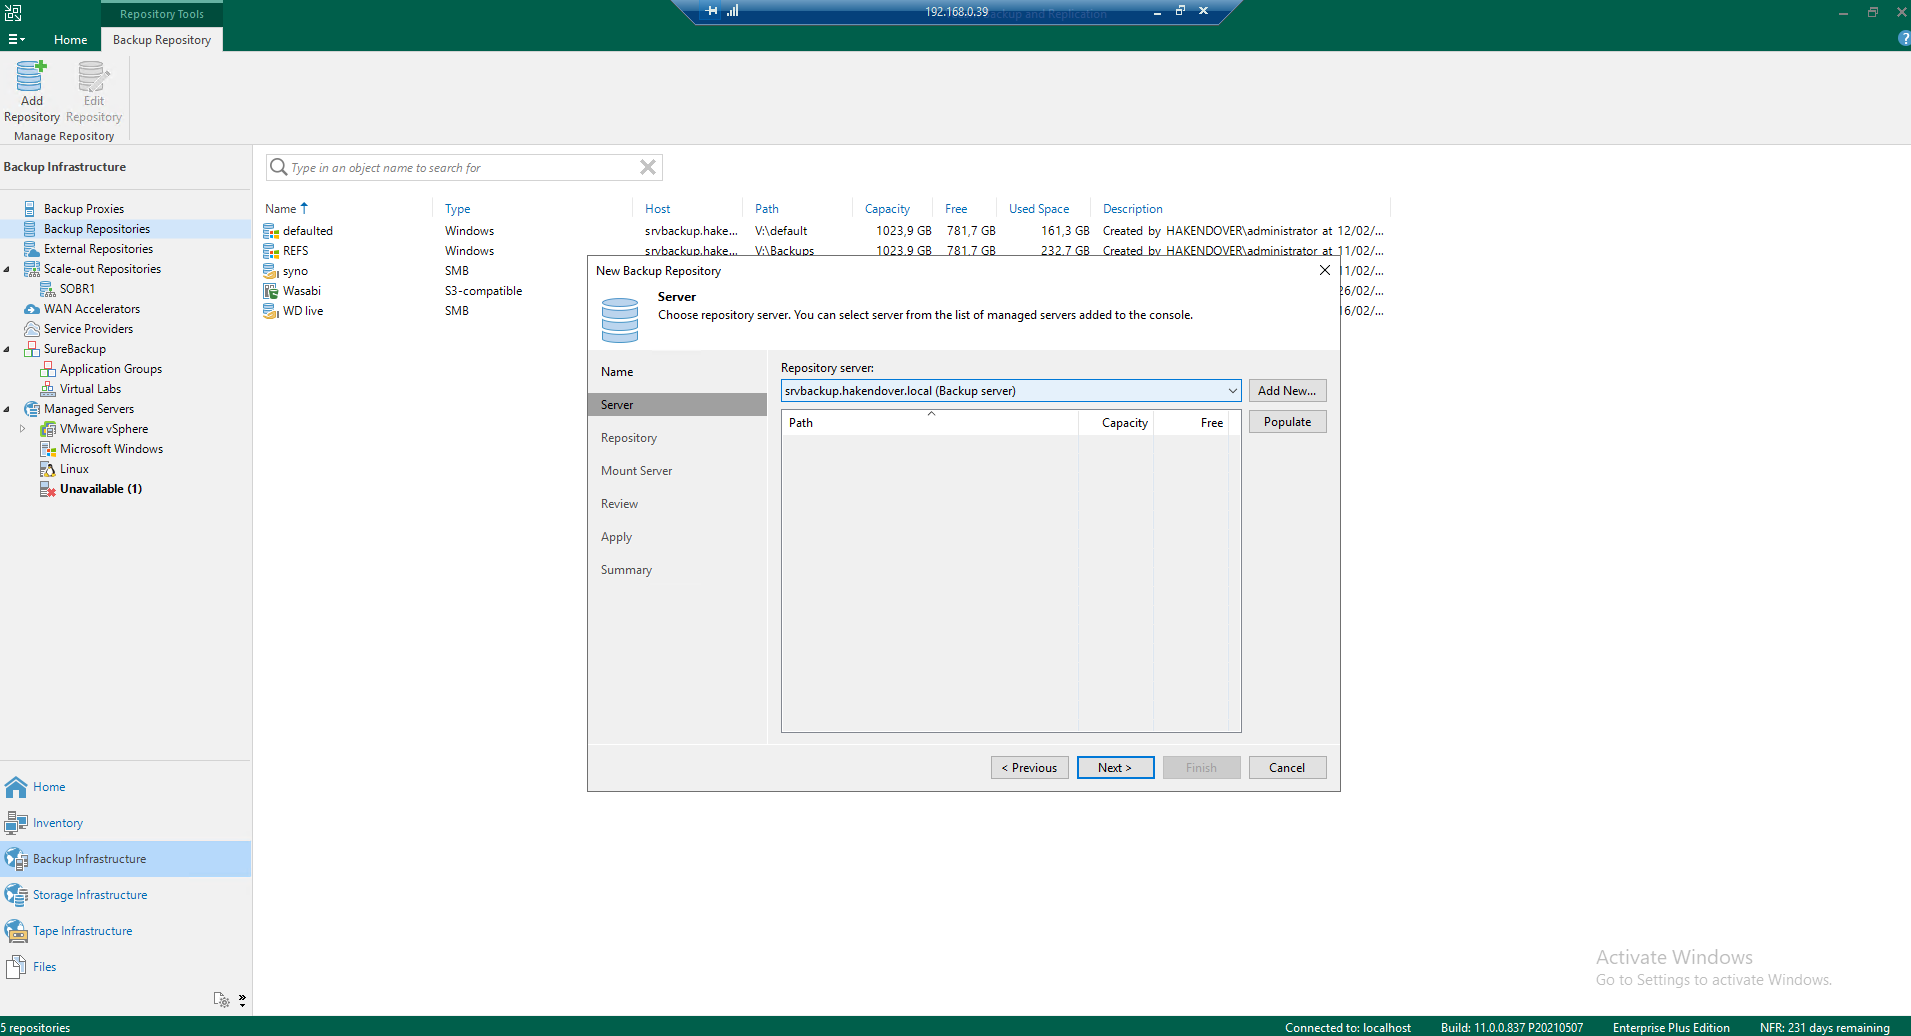 Repository Tools
192.168.0.39
ackup and Replication
Home
Backup Repository
Add
Repository
Edit
Repository
Manage Repository
Backup Infrastructure
Type in an object name to search for
Backup Proxies
Backup Repositories
External Repositories
Scale-out Repositories
SOBR1
WAN Accelerators
Service Providers
SureBackup
Application Groups
Virtual Labs
Managed Servers
VMware vSphere
Microsoft Windows
Linux
Unavailable (1)
Name Type Host Path Capacity Free Used Space Description
defaulted Windows srvbackup.hake... V:\default 1023,9 GB 781,7 GB 161,3 GB Created by HAKENDOVER\administrator at 12/02/...
REFS Windows srvbackup.hake... V:\Backups 1023,9 GB 781,7 GB 232,7 GB Created by HAKENDOVER\administrator at 11/02/...
syno SMB 11/02/...
Wasabi S3-compatible 26/02/...
WD live SMB 16/02/...
New Backup Repository
Server
Choose repository server. You can select server from the list of managed servers added to the console.
Name
Server
Repository
Mount Server
Review
Apply
Summary
Repository server:
srvbackup.hakendover.local (Backup server)
Add New...
Path Capacity Free
Populate
< Previous
Next >
Finish
Cancel
Home
Inventory
Backup Infrastructure
Storage Infrastructure
Tape Infrastructure
Files
Activate Windows
Go to Settings to activate Windows.
5 repositories
Connected to: localhost
Build: 11.0.0.837 P20210507
Enterprise Plus Edition
NFR: 231 days remaining